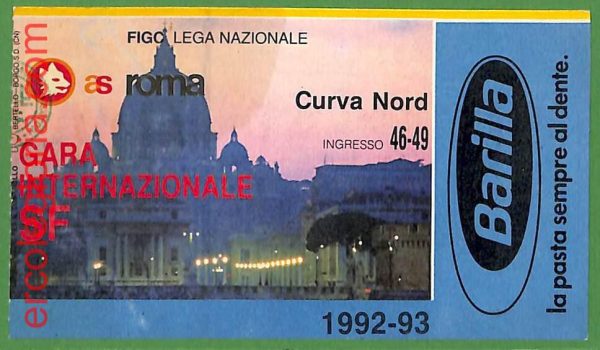 FIGC LEGA NAZIONALE
as roma
Curva Nord
INGRESSO 46-49
GARA
INTERNAZIONALE
SF
1992-93
Barilla
la pasta sempre al dente.